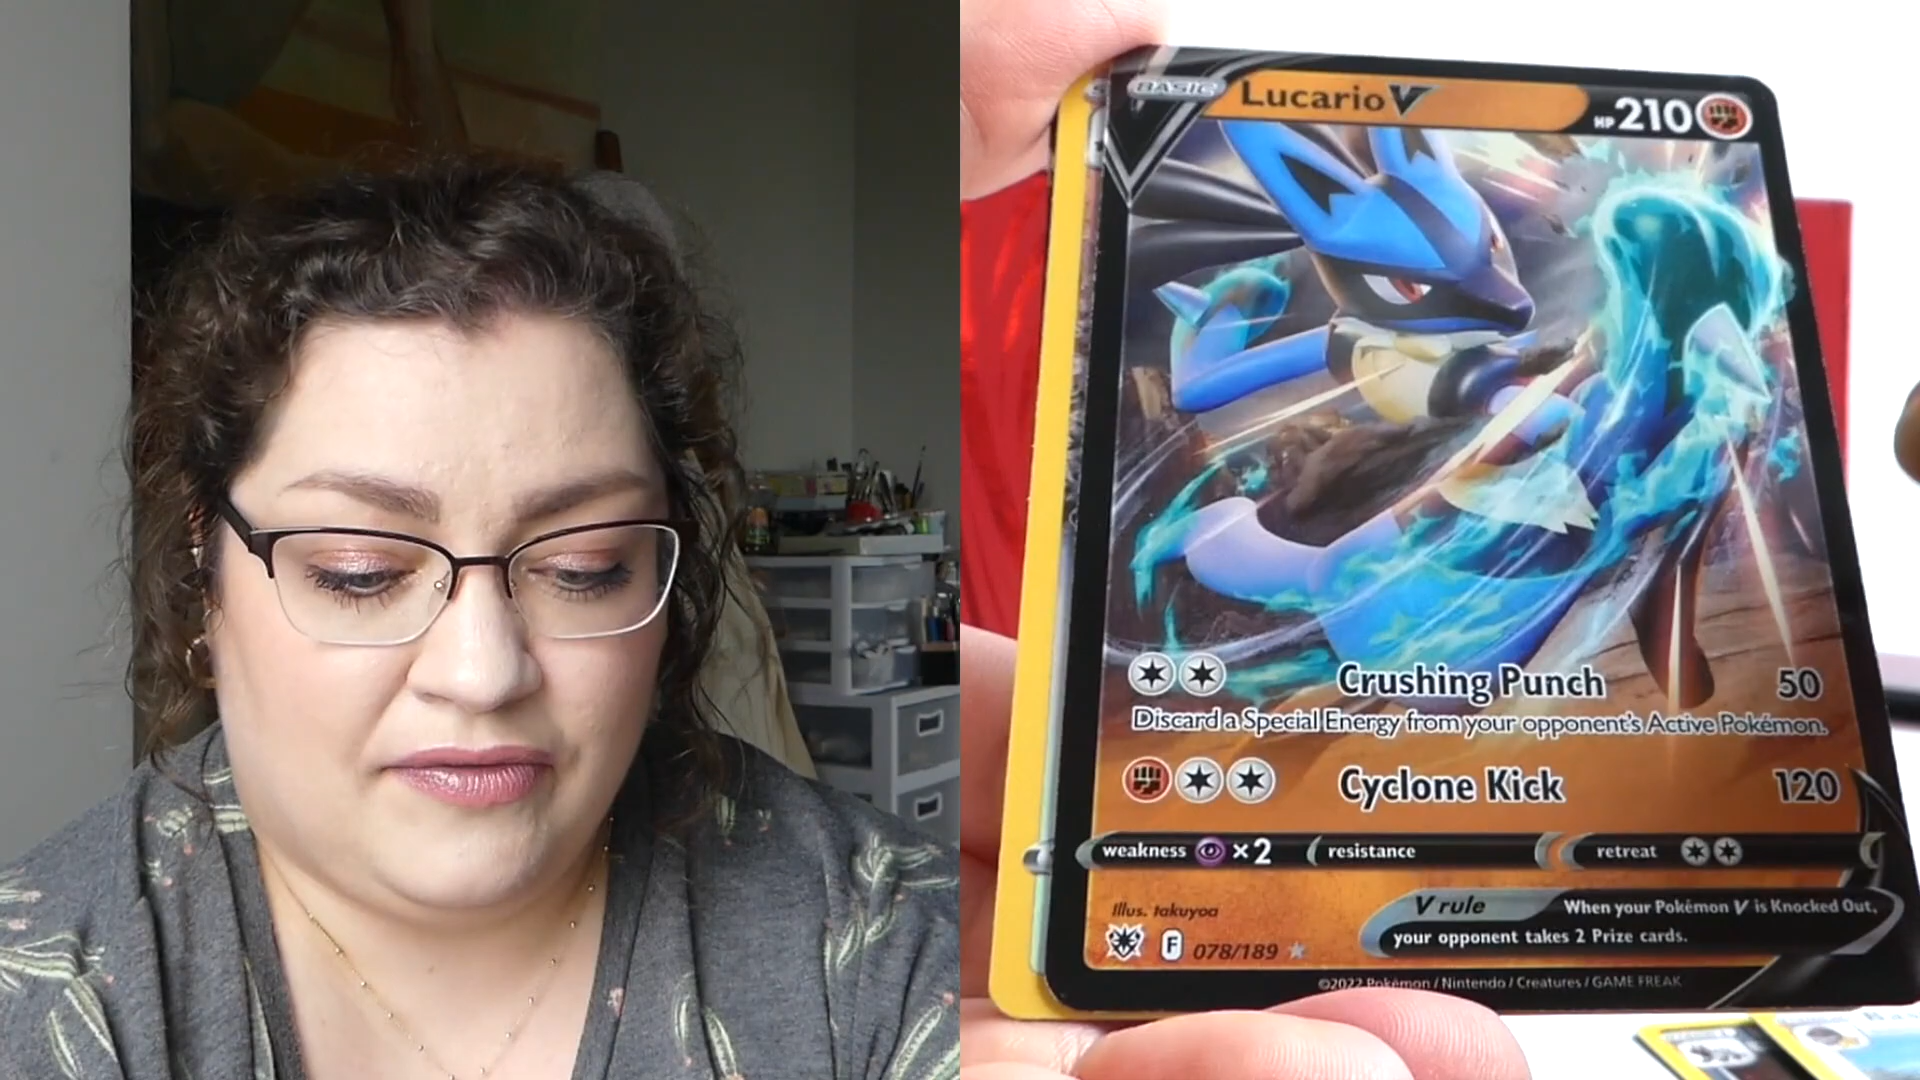 BASIC
Lucario V
HP 210
Crushing Punch 50
Discard a Special Energy from your opponent's Active Pokémon.
Cyclone Kick 120
weakness ×2 resistance retreat
Illus. takuyoa
V rule When your Pokémon V is Knocked Out,
your opponent takes 2 Prize cards.
F 078/189
©2022 Pokémon / Nintendo / Creatures / GAME FREAK